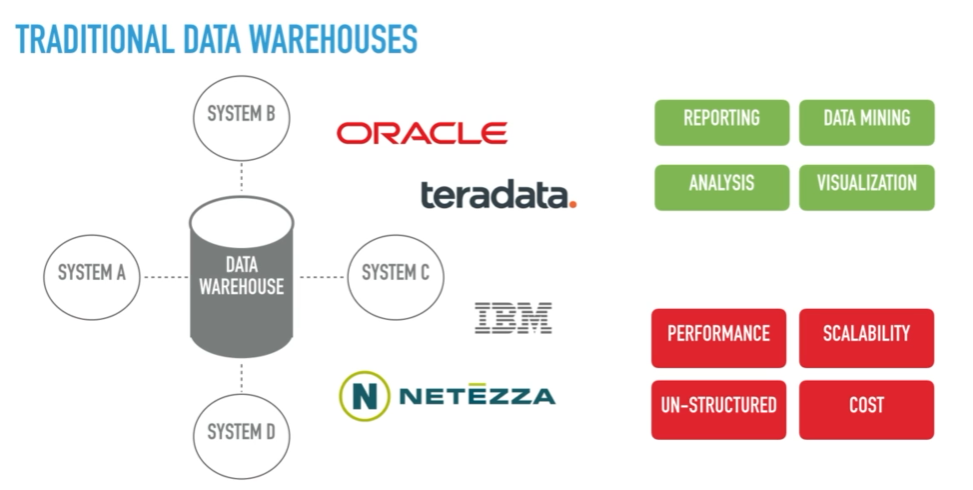 TRADITIONAL DATA WAREHOUSES
SYSTEM B
SYSTEM A
DATA
WAREHOUSE
SYSTEM C
SYSTEM D
ORACLE
teradata.
IBM
N NETĒZZA
REPORTING
DATA MINING
ANALYSIS
VISUALIZATION
PERFORMANCE
SCALABILITY
UN-STRUCTURED
COST